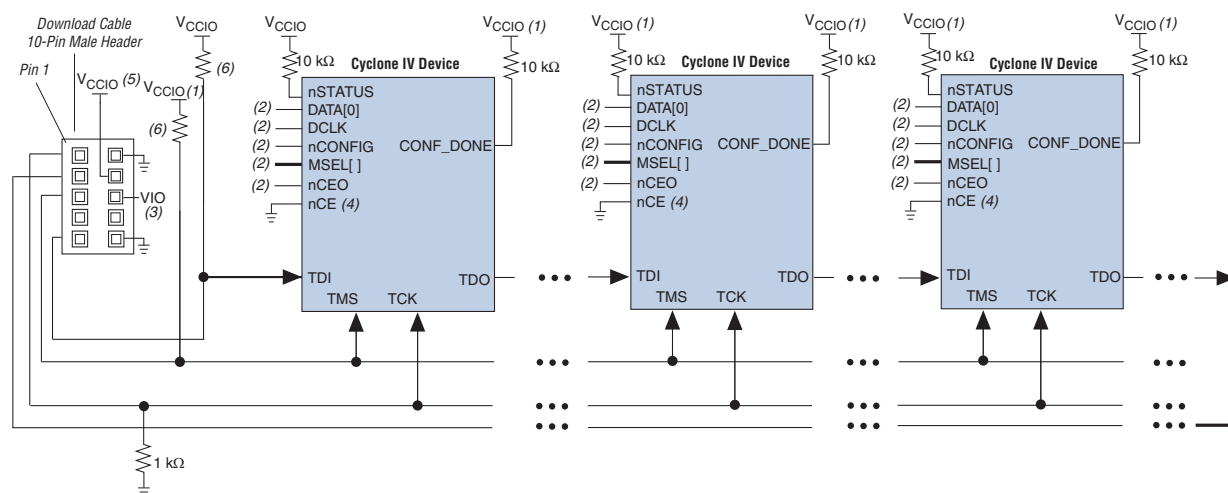 Download Cable
10-Pin Male Header
Pin 1
VCCIO (5)
VCCIO(1)
(6)
VIO
(3)
1 kΩ
VCCIO
(6)
VCCIO
10 kΩ
Cyclone IV Device
VCCIO (1)
10 kΩ
nSTATUS
(2) DATA[0]
(2) DCLK
(2) nCONFIG
CONF_DONE
(2) MSEL[ ]
(2) nCEO
nCE (4)
TDI
TDO
TMS
TCK
VCCIO (1)
10 kΩ
Cyclone IV Device
VCCIO (1)
10 kΩ
nSTATUS
(2) DATA[0]
(2) DCLK
(2) nCONFIG
CONF_DONE
(2) MSEL[ ]
(2) nCEO
nCE (4)
TDI
TDO
TMS
TCK
VCCIO (1)
10 kΩ
Cyclone IV Device
VCCIO (1)
10 kΩ
nSTATUS
(2) DATA[0]
(2) DCLK
(2) nCONFIG
CONF_DONE
(2) MSEL[ ]
(2) nCEO
nCE (4)
TDI
TDO
TMS
TCK